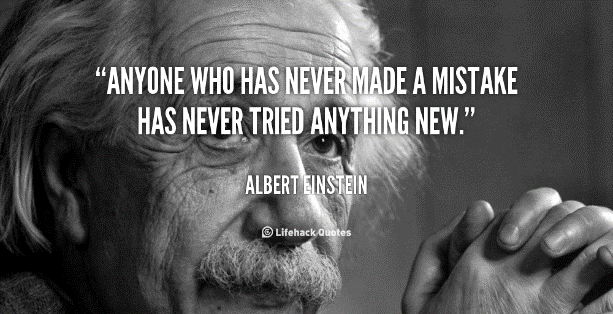 “ANYONE WHO HAS NEVER MADE A MISTAKE
HAS NEVER TRIED ANYTHING NEW.”
ALBERT EINSTEIN
Lifehack Quotes